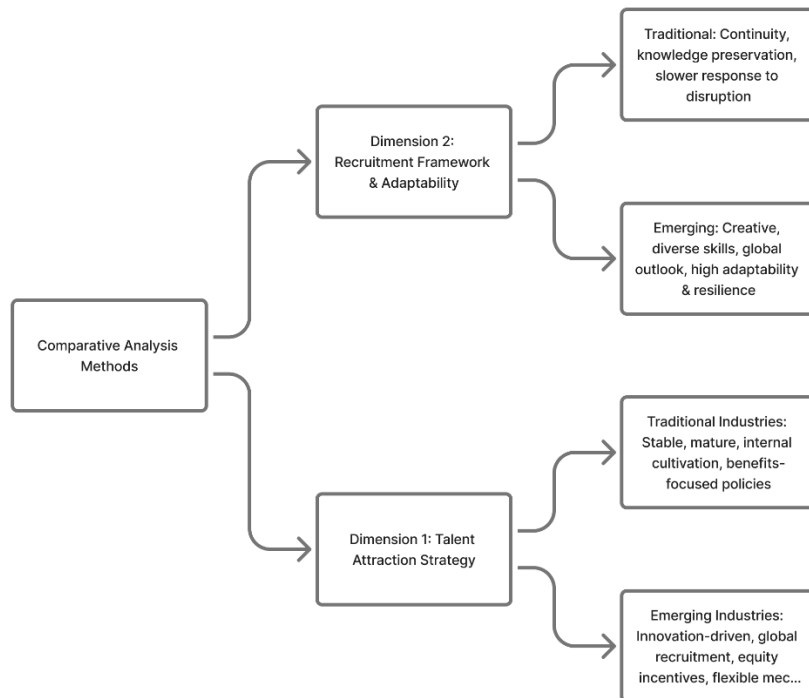 Traditional: Continuity,
knowledge preservation,
slower response to
disruption
Dimension 2:
Recruitment Framework
& Adaptability
Emerging: Creative,
diverse skills, global
outlook, high adaptability
& resilience
Comparative Analysis
Methods
Traditional Industries:
Stable, mature, internal
cultivation, benefits-
focused policies
Dimension 1: Talent
Attraction Strategy
Emerging Industries:
Innovation-driven, global
recruitment, equity
incentives, flexible mec...